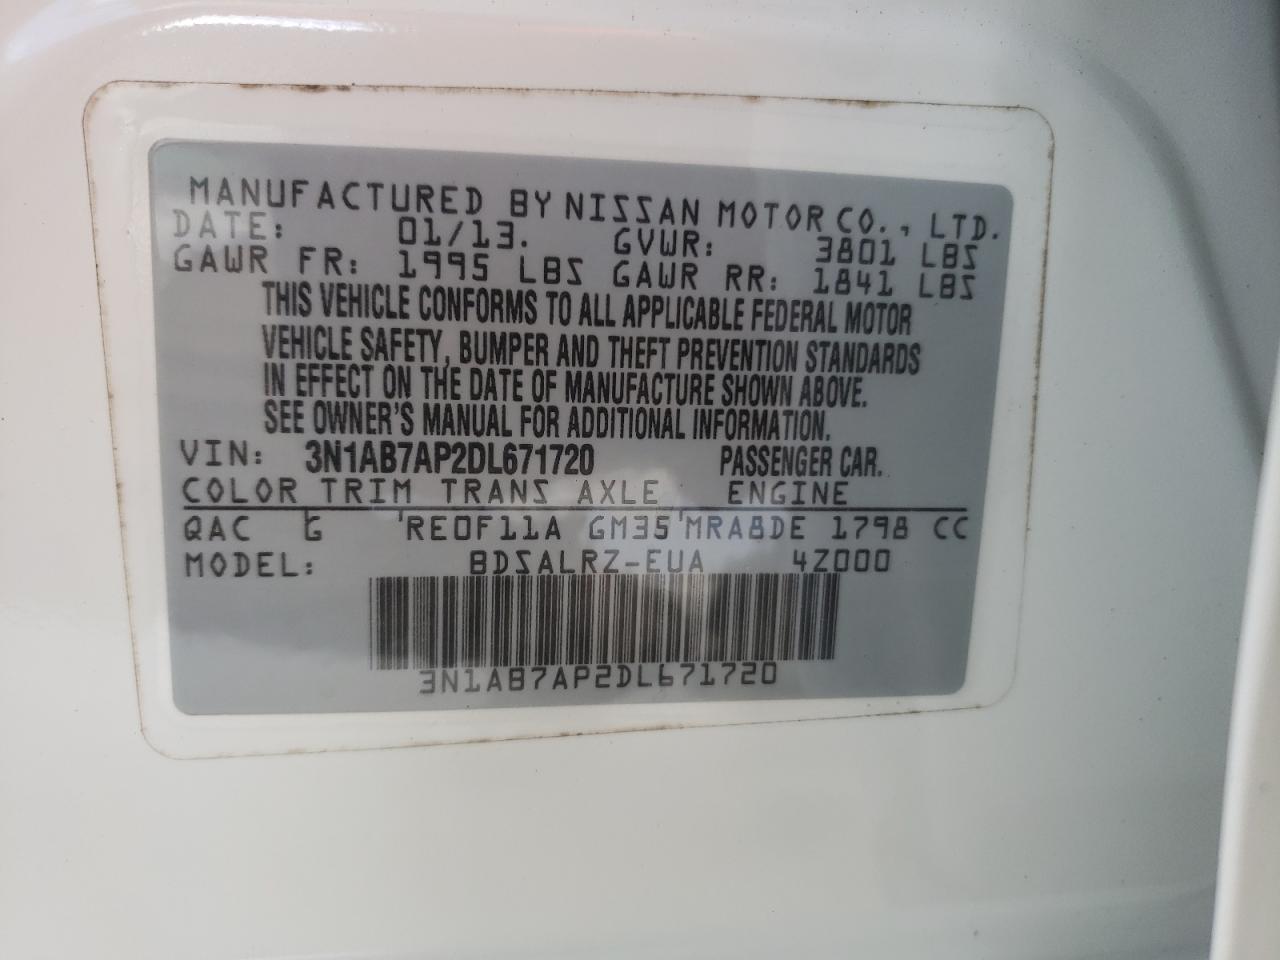 MANUFACTURED BY NISSAN MOTOR CO., LTD.
DATE: 01/13. GVWR: 3801 LBS
GAWR FR: 1995 LBS GAWR RR: 1841 LBS
THIS VEHICLE CONFORMS TO ALL APPLICABLE FEDERAL MOTOR
VEHICLE SAFETY, BUMPER AND THEFT PREVENTION STANDARDS
IN EFFECT ON THE DATE OF MANUFACTURE SHOWN ABOVE.
SEE OWNER'S MANUAL FOR ADDITIONAL INFORMATION.
VIN: 3N1AB7AP2DL671720 PASSENGER CAR.
COLOR TRIM TRANS AXLE ENGINE
QAC G RE0F11A GM35 MRA8DE 1798 CC
MODEL: BDSALRZ-EUA 4Z000
3N1AB7AP2DL671720